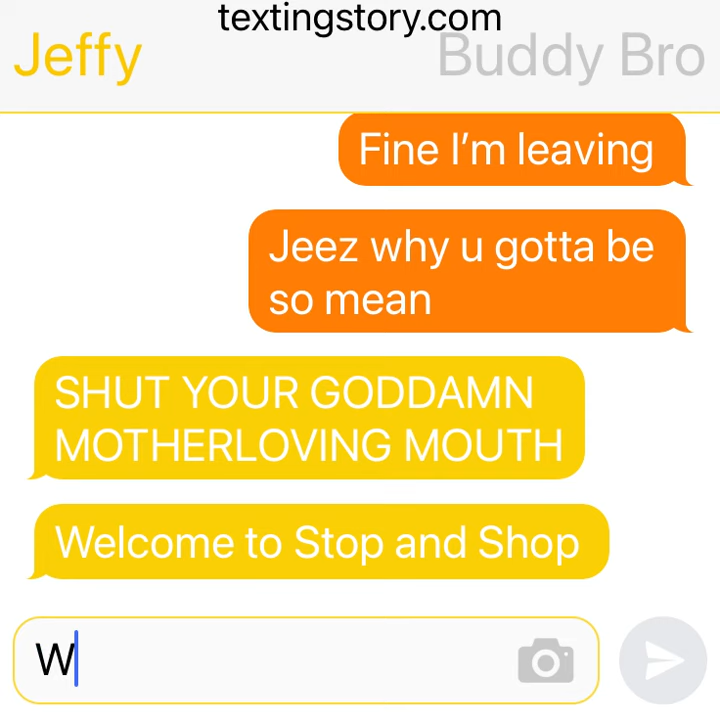 textingstory.com
Jeffy
Buddy Bro
Fine I’m leaving
Jeez why u gotta be
so mean
SHUT YOUR GODDAMN
MOTHERLOVING MOUTH
Welcome to Stop and Shop
W